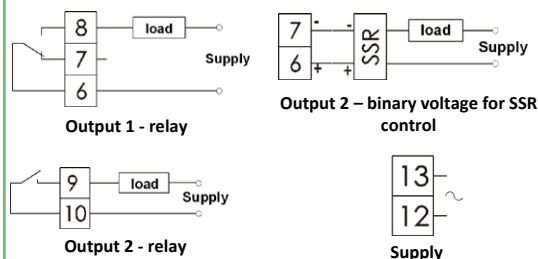 8
load
7
Supply
6
Output 1 - relay
7
-
-
SSR
load
Supply
6
+
+
Output 2 – binary voltage for SSR
control
9
load
Supply
10
Output 2 - relay
13
12
Supply